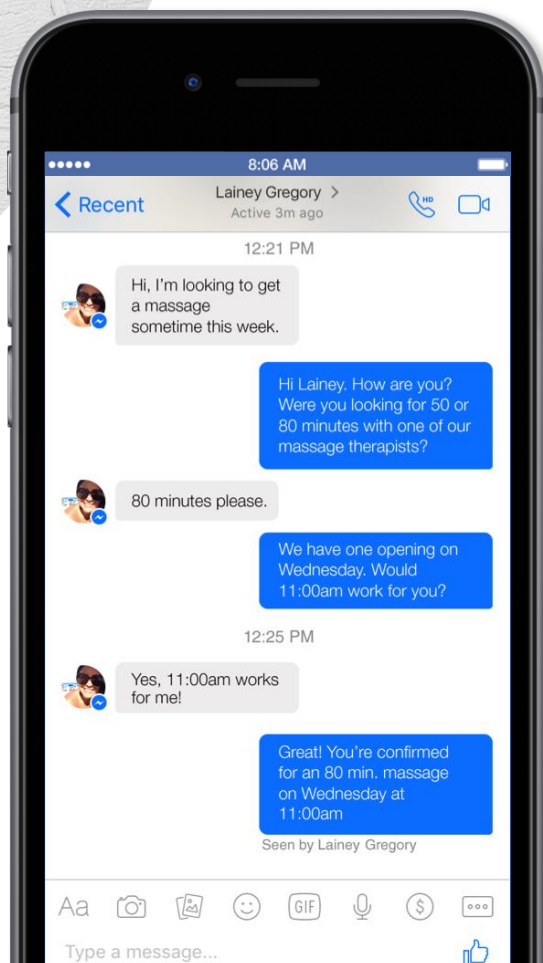 8:06 AM
Recent
Lainey Gregory >
HD
Active 3m ago
12:21 PM
Hi, I'm looking to get
a massage
sometime this week.
Hi Lainey. How are you?
Were you looking for 50 or
80 minutes with one of our
massage therapists?
80 minutes please.
We have one opening on
Wednesday. Would
11:00am work for you?
12:25 PM
Yes, 11:00am works
for me!
Great! You're confirmed
for an 80 min. massage
on Wednesday at
11:00am
Seen by Lainey Gregory
Aa
GIF
$
Type a message...